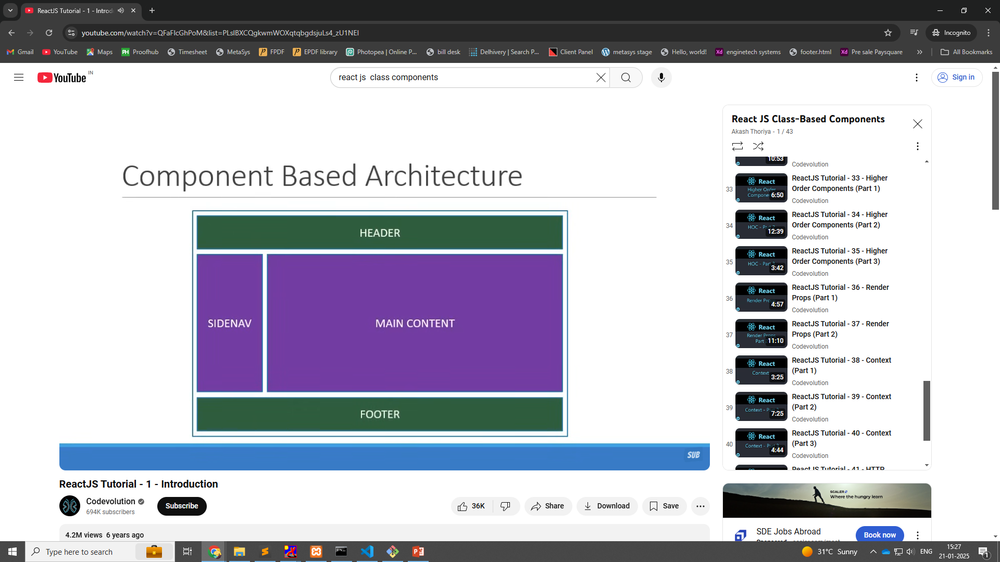 ReactJS Tutorial - 1 - Introd
youtube.com/watch?v=QFaFIcGhPoM&list=PLsIBXCQgkwmWOXqtqbgdsjuLs4_zU1NEI
Incognito
Gmail YouTube Maps Proofhub Timesheet MetaSys FPDF EPDF library Photopea | Online P... bill desk Delhivery | Search P... Client Panel metasys stage Hello, world! enginetech systems footer.html Pre sale Paysquare » All Bookmarks
YouTube IN
react js class components
Sign in
Component Based Architecture
HEADER
SIDENAV
MAIN CONTENT
FOOTER
SUB
ReactJS Tutorial - 1 - Introduction
Codevolution
694K subscribers
Subscribe
36K
Share
Download
Save
4.2M views 6 years ago
React JS Class-Based Components
Akash Thoriya - 1 / 43
10:53
Codevolution
33
React
Higher Order
6:50
ReactJS Tutorial - 33 - Higher
Order Components (Part 1)
Codevolution
34
React
12:39
ReactJS Tutorial - 34 - Higher
Order Components (Part 2)
Codevolution
35
React
3:42
ReactJS Tutorial - 35 - Higher
Order Components (Part 3)
Codevolution
36
React
4:57
ReactJS Tutorial - 36 - Render
Props (Part 1)
Codevolution
37
React
Render Props
11:10
ReactJS Tutorial - 37 - Render
Props (Part 2)
Codevolution
38
React
Context
3:25
ReactJS Tutorial - 38 - Context
(Part 1)
Codevolution
39
React
7:25
ReactJS Tutorial - 39 - Context
(Part 2)
Codevolution
40
React
4:44
ReactJS Tutorial - 40 - Context
(Part 3)
Codevolution
React JS Tutorial - 41 - HTTP
SCALER
Where the hungry learn
SDE Jobs Abroad
Book now
Type here to search
31°C Sunny
ENG
15:27
21-01-2025
1